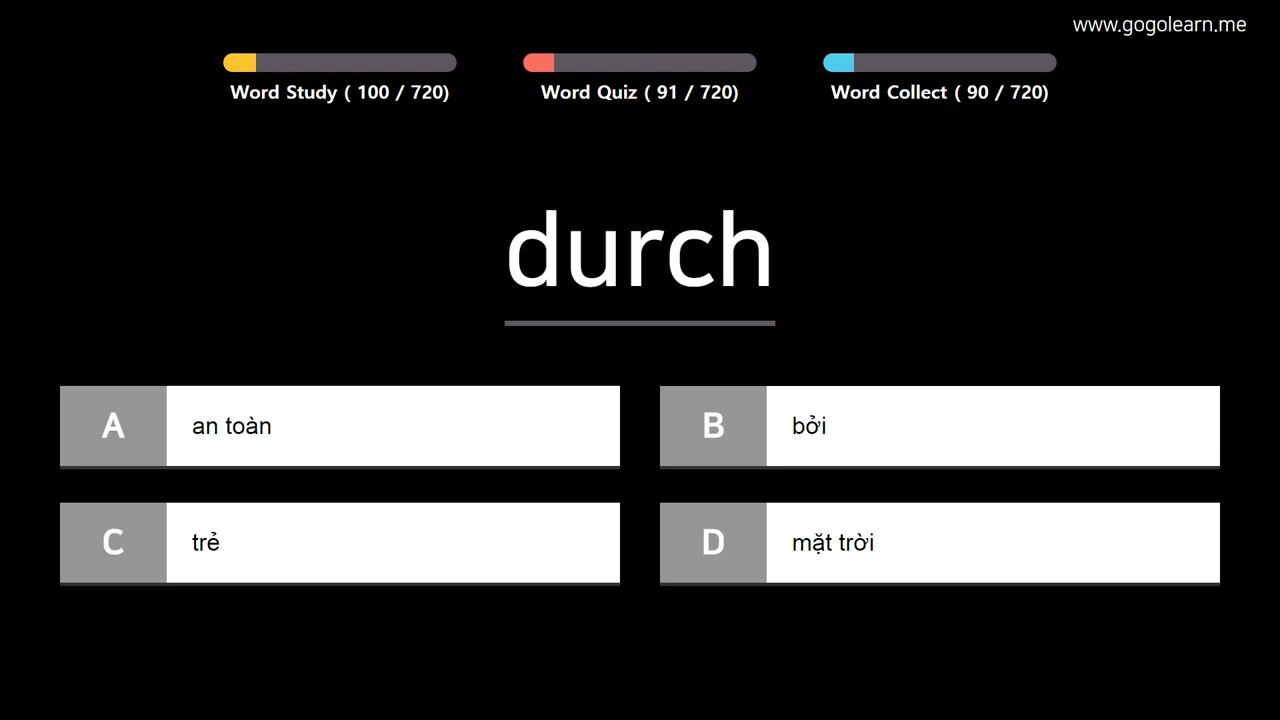 www.gogolearn.me
Word Study ( 100 / 720)
Word Quiz ( 91 / 720)
Word Collect ( 90 / 720)
durch
A an toàn
B bởi
C trẻ
D mặt trời